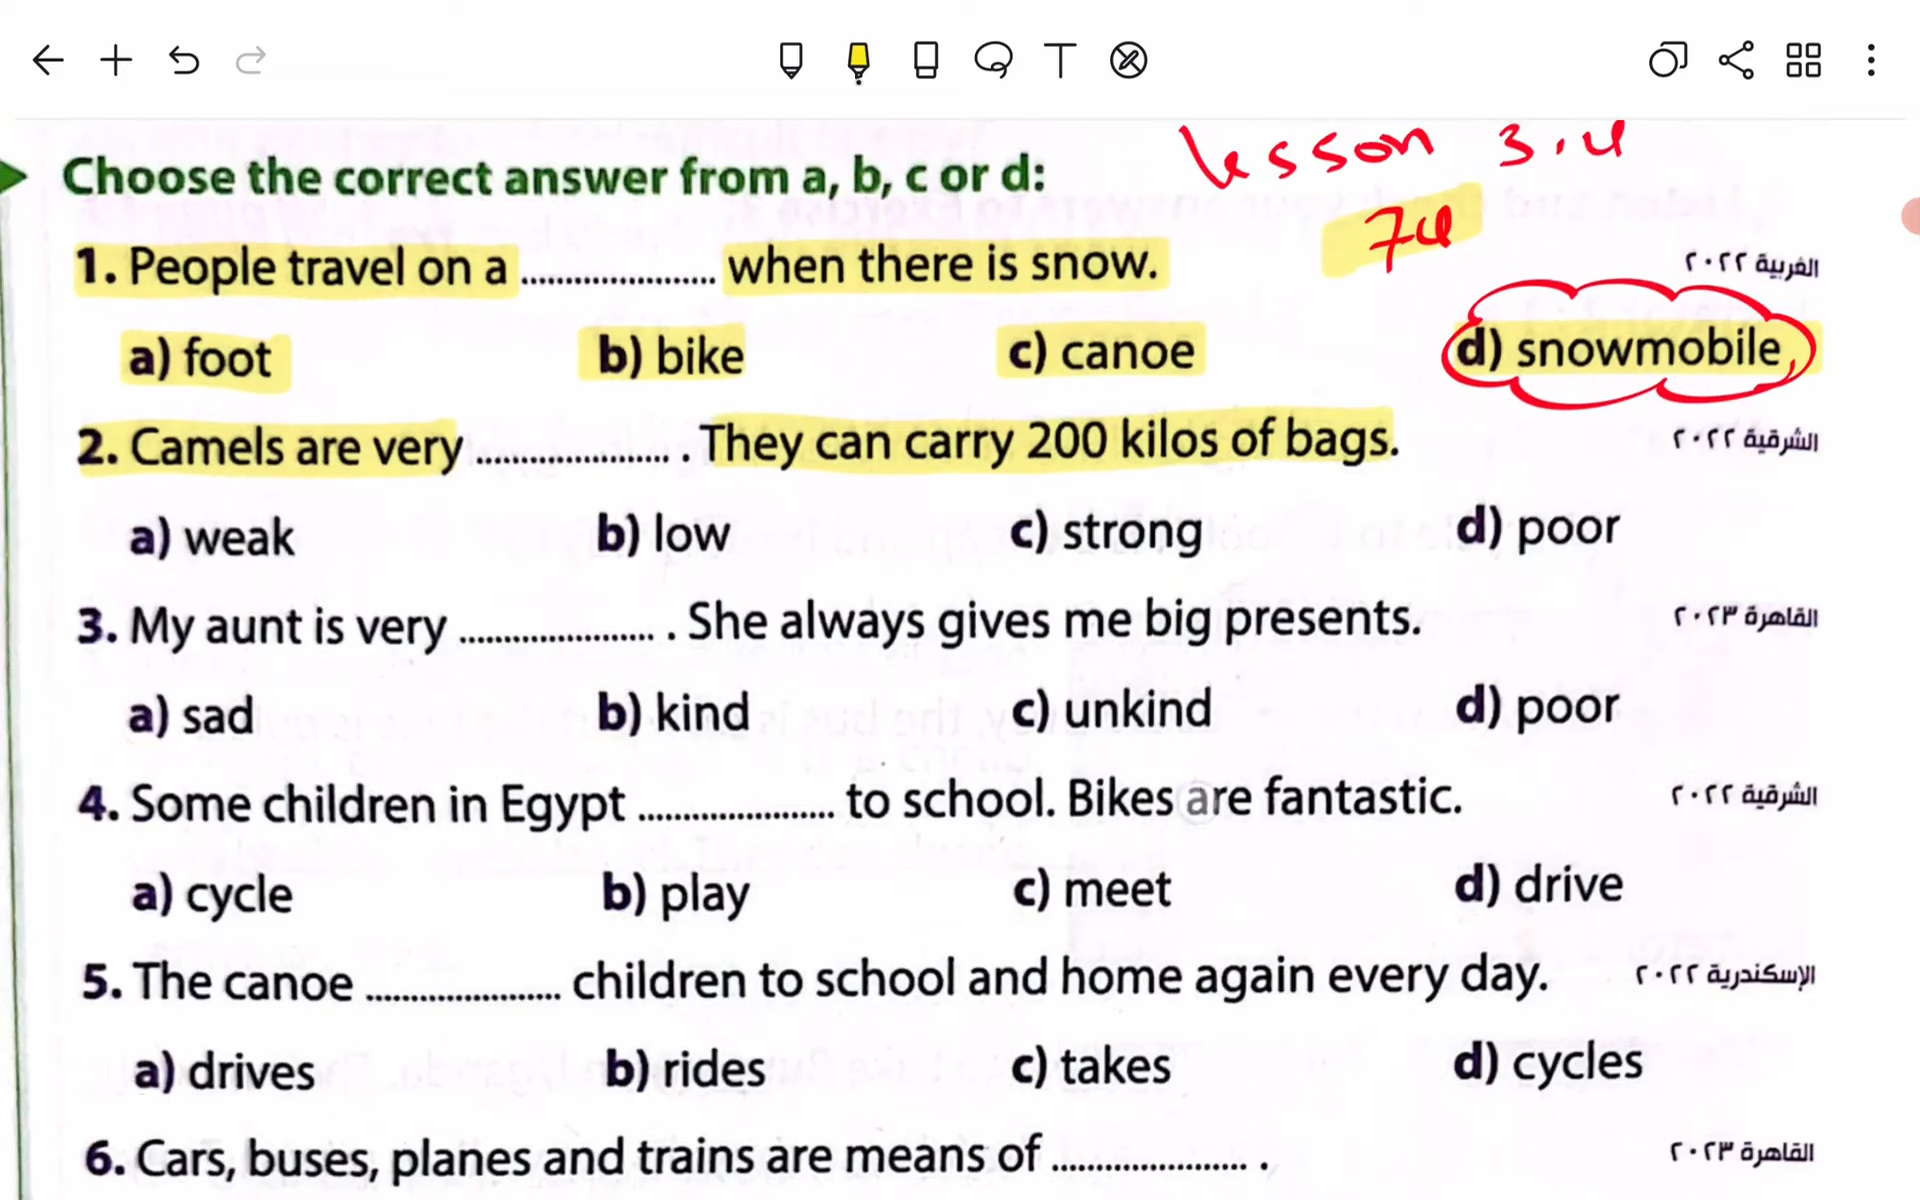 lesson 3.4
Choose the correct answer from a, b, c or d:
74
1. People travel on a .................... when there is snow. الغربية ٢٠٢٢
a) foot b) bike c) canoe d) snowmobile
2. Camels are very .................... They can carry 200 kilos of bags. الشرقية ٢٠٢٢
a) weak b) low c) strong d) poor
3. My aunt is very .................... . She always gives me big presents. القاهرة ٢٠٢٣
a) sad b) kind c) unkind d) poor
4. Some children in Egypt .................... to school. Bikes are fantastic. الشرقية ٢٠٢٢
a) cycle b) play c) meet d) drive
5. The canoe .................... children to school and home again every day. الإسكندرية ٢٠٢٢
a) drives b) rides c) takes d) cycles
6. Cars, buses, planes and trains are means of .................... . القاهرة ٢٠٢٣